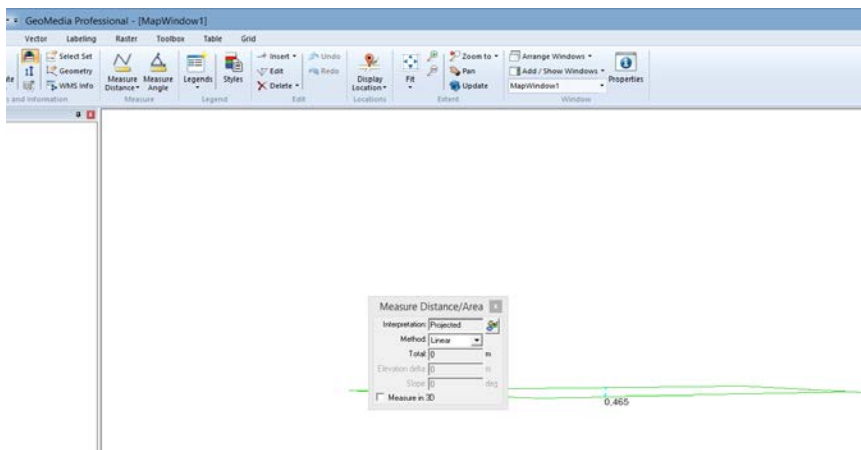 GeoMedia Professional - [MapWindow1]
Vector Labeling Raster Toolbox Table Grid
Select Set
Geometry
WMS Info
s and Information
Measure Distance
Measure Angle
Measure
Legends
Styles
Legend
Insert
Edit
Delete
Undo
Redo
Edit
Display Location
Locations
Fit
Zoom to
Pan
Update
Extent
Arrange Windows
Add / Show Windows
MapWindow1
Properties
Window
Measure Distance/Area x
Interpretation: Projected
Method: Linear
Total: 0 m
Elevation delta: 0 m
Slope: 0 deg
Measure in 3D
0.465